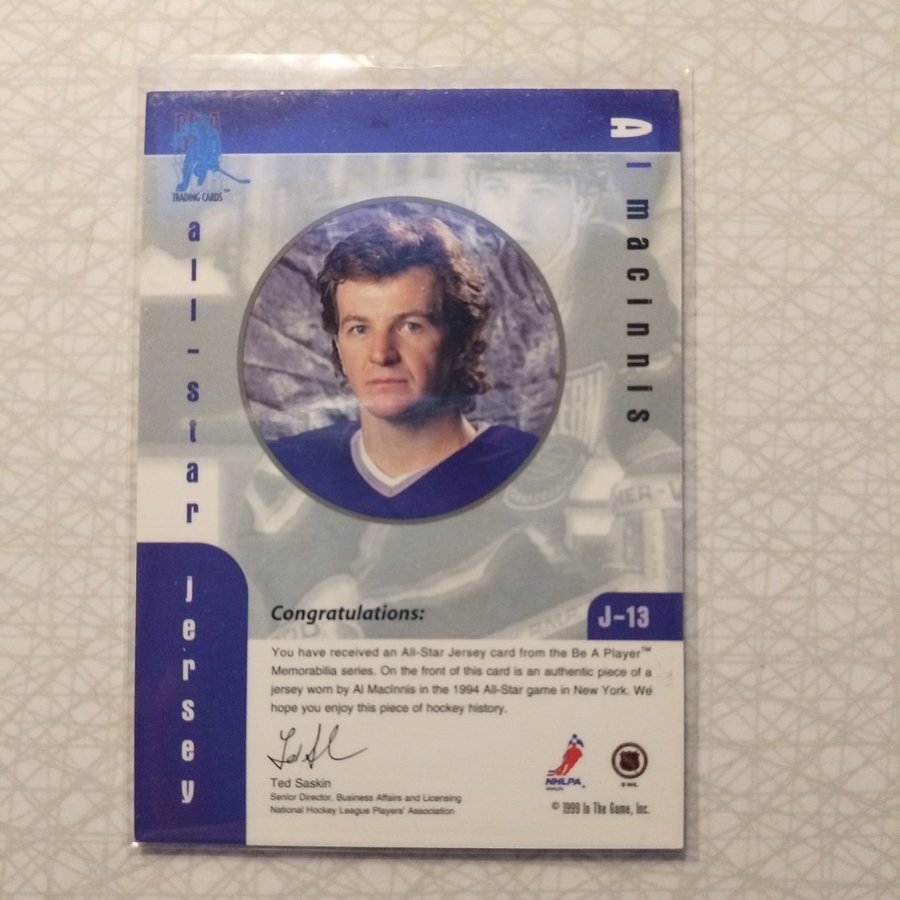 BAP
TRADING CARDS™
all-star jersey
Al macinnis
Congratulations:
J-13
You have received an All-Star Jersey card from the Be A Player™
Memorabilia series. On the front of this card is an authentic piece of a
jersey worn by Al MacInnis in the 1994 All-Star game in New York. We
hope you enjoy this piece of hockey history.
Ted Saskin
Senior Director, Business Affairs and Licensing
National Hockey League Players' Association
NHLPA
© NHL
© 1999 In The Game, Inc.